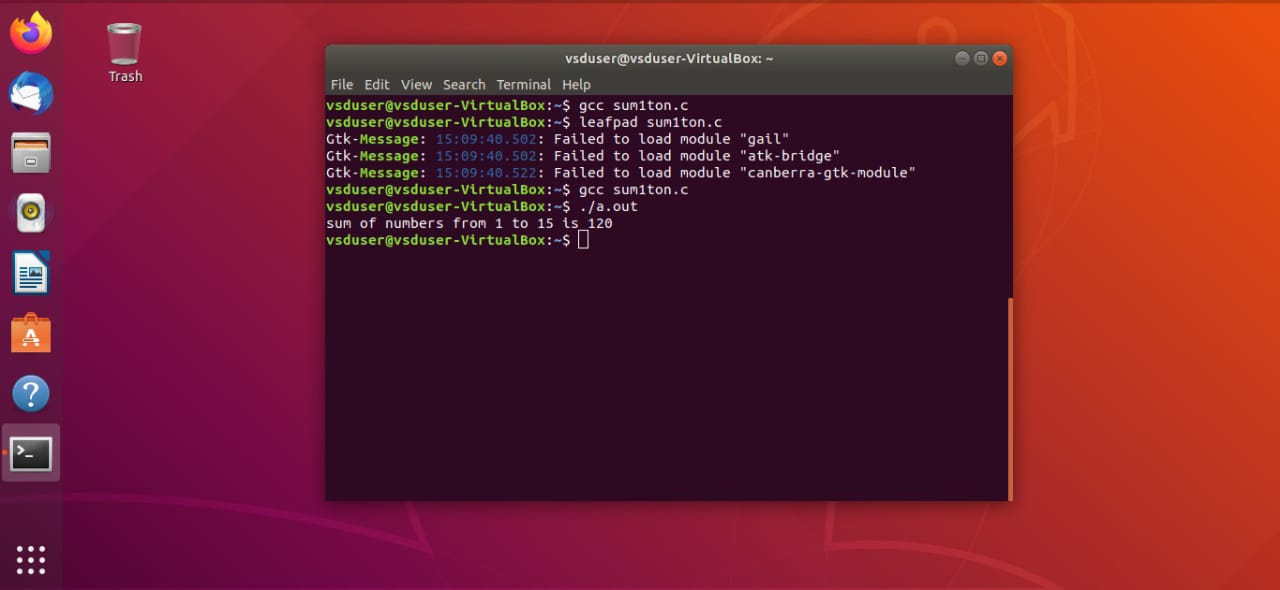 Trash
vsduser@vsduser-VirtualBox: ~
File Edit View Search Terminal Help
vsduser@vsduser-VirtualBox:~$ gcc sum1ton.c
vsduser@vsduser-VirtualBox:~$ leafpad sum1ton.c
Gtk-Message: 15:09:40.502: Failed to load module "gail"
Gtk-Message: 15:09:40.502: Failed to load module "atk-bridge"
Gtk-Message: 15:09:40.522: Failed to load module "canberra-gtk-module"
vsduser@vsduser-VirtualBox:~$ gcc sum1ton.c
vsduser@vsduser-VirtualBox:~$ ./a.out
sum of numbers from 1 to 15 is 120
vsduser@vsduser-VirtualBox:~$